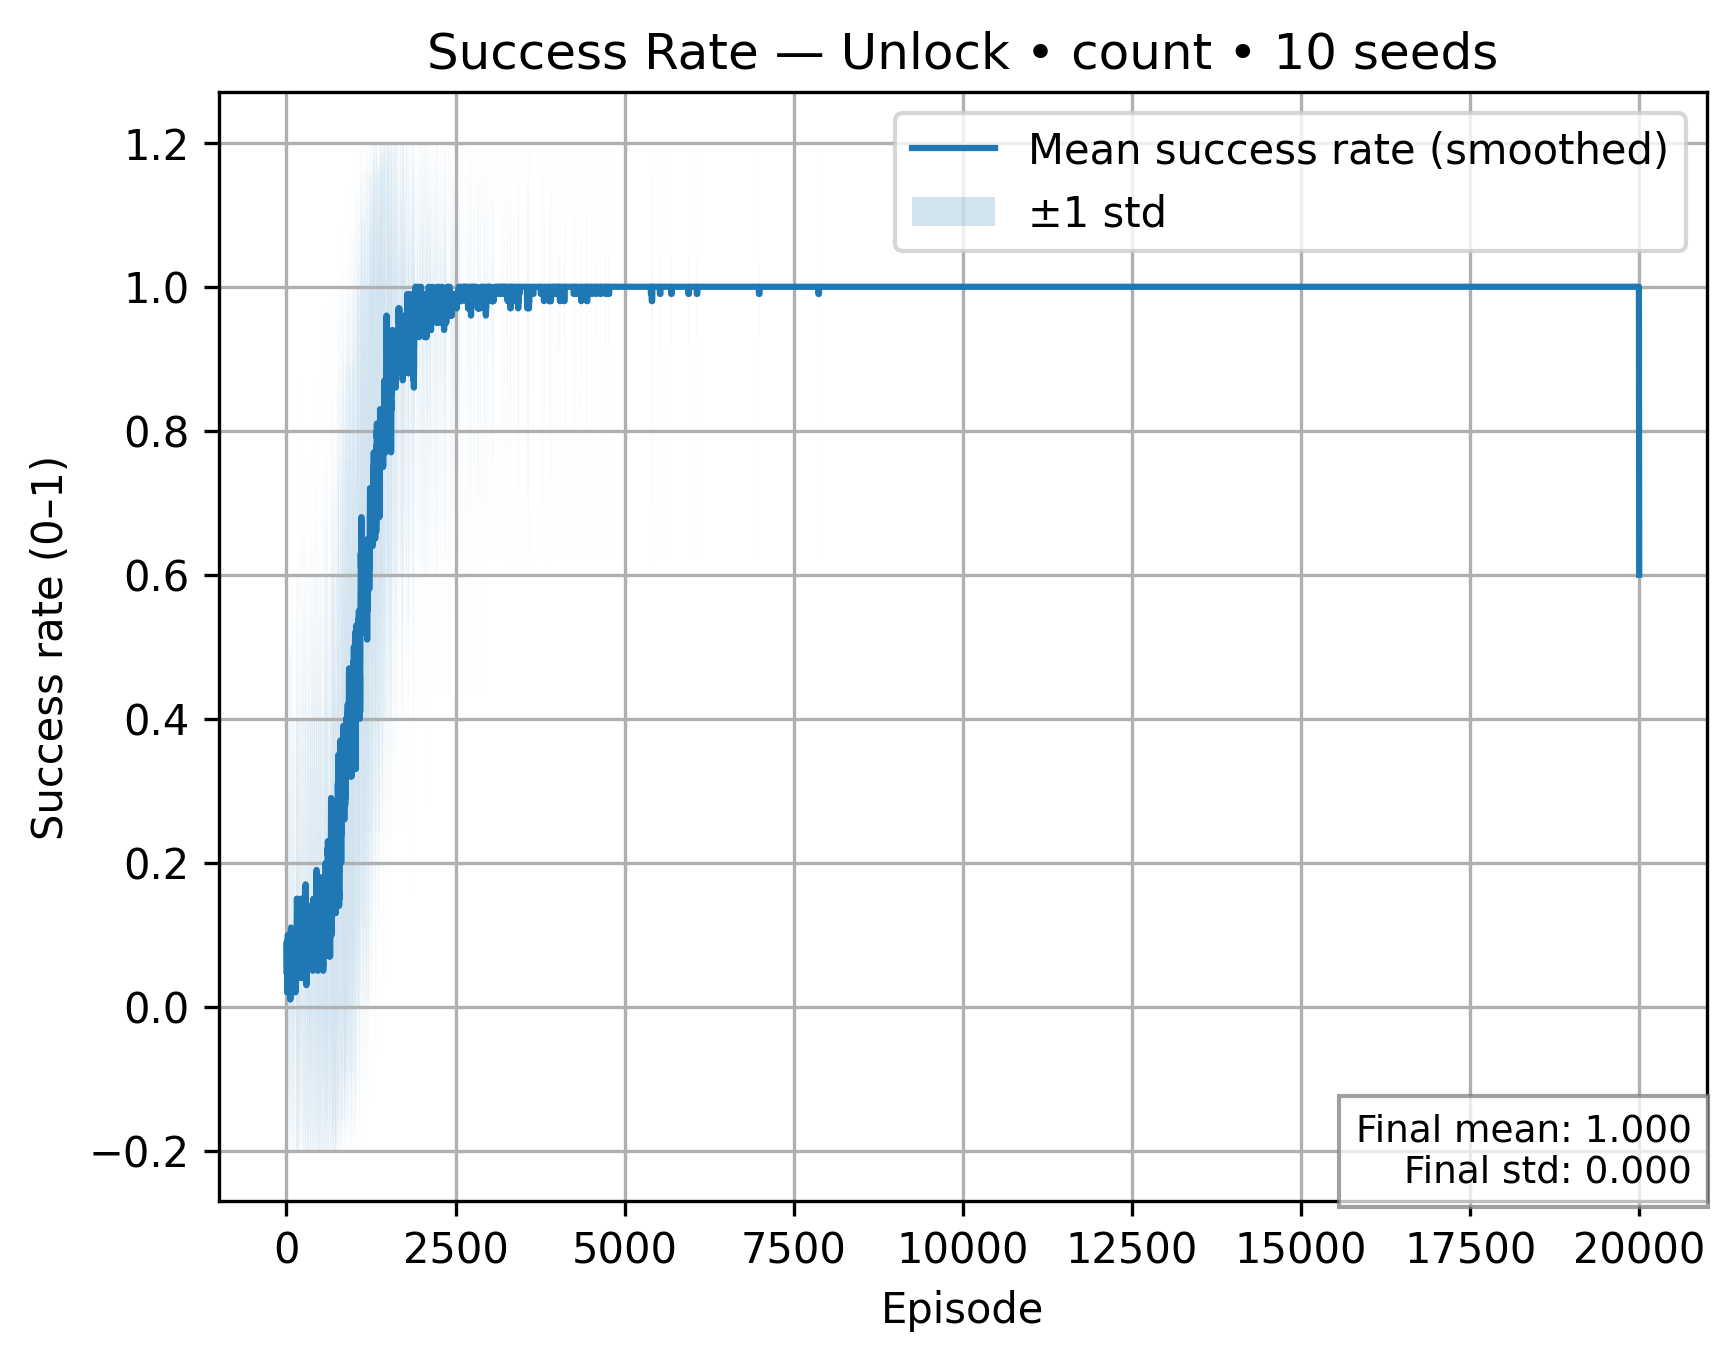 Success Rate — Unlock • count • 10 seeds
Mean success rate (smoothed)
±1 std
1.2
1.0
0.8
0.6
0.4
0.2
0.0
−0.2
Success rate (0–1)
Final mean: 1.000
Final std: 0.000
0 2500 5000 7500 10000 12500 15000 17500 20000
Episode